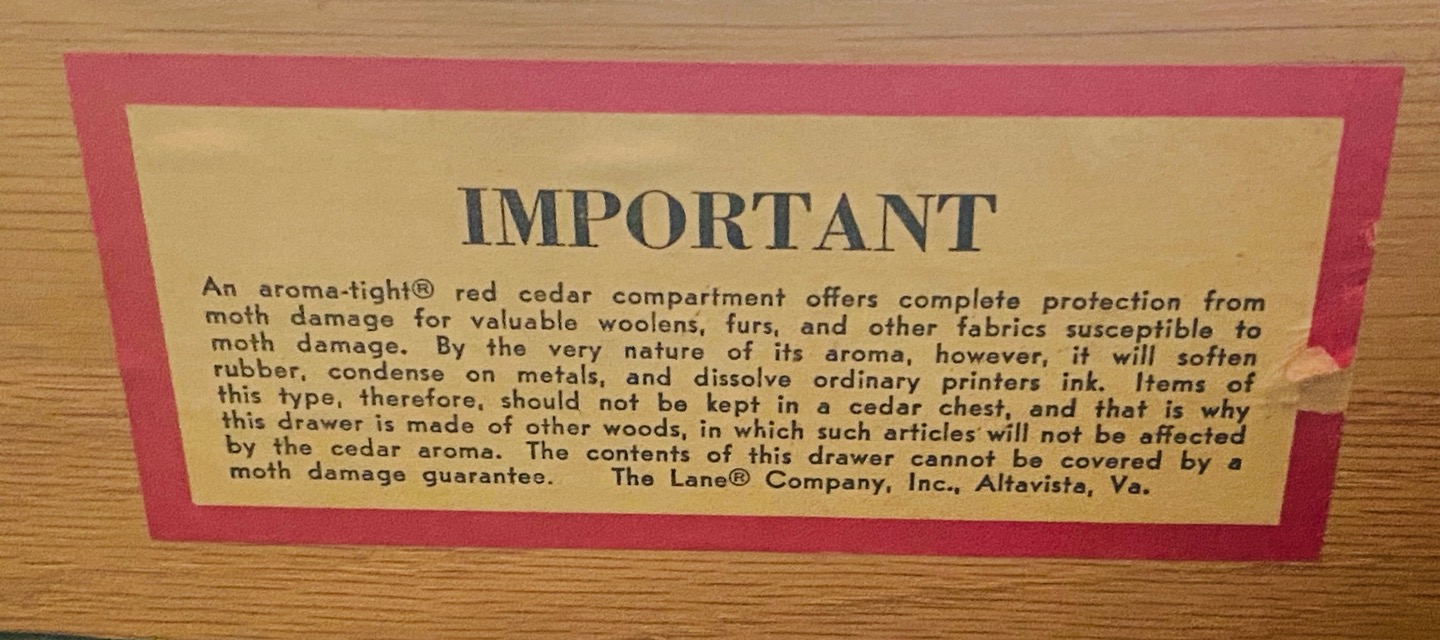 IMPORTANT
An aroma-tight® red cedar compartment offers complete protection from
moth damage for valuable woolens, furs, and other fabrics susceptible to
moth damage. By the very nature of its aroma, however, it will soften
rubber, condense on metals, and dissolve ordinary printers ink. Items of
this type, therefore, should not be kept in a cedar chest, and that is why
this drawer is made of other woods, in which such articles will not be affected
by the cedar aroma. The contents of this drawer cannot be covered by a
moth damage guarantee. The Lane® Company, Inc., Altavista, Va.